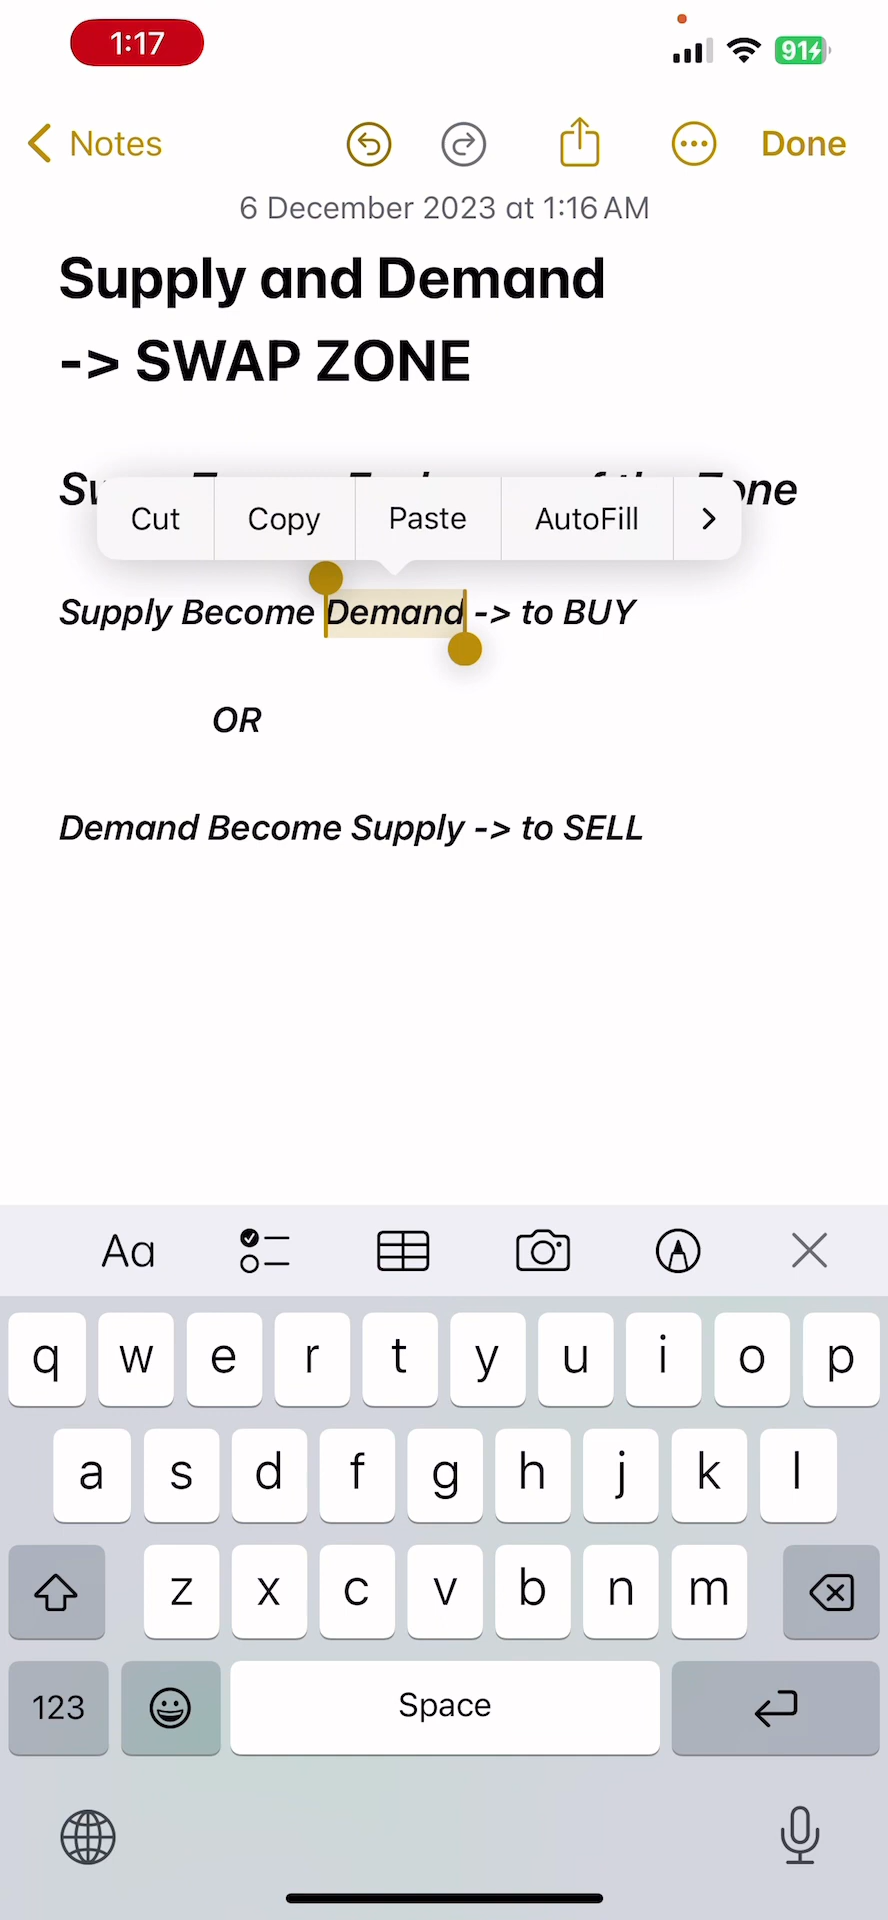 1:17
91
Notes
Done
6 December 2023 at 1:16 AM
Supply and Demand
-> SWAP ZONE
Zone
Cut Copy Paste AutoFill
Supply Become Demand -> to BUY
OR
Demand Become Supply -> to SELL
Aa
q w e r t y u i o p
a s d f g h j k l
z x c v b n m
123 Space